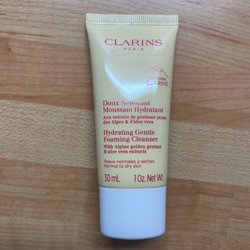 CLARINS
PARIS
CLARINS
Doux Nettoyant
Moussant Hydratant
Aux extraits de gentiane jaune
des Alpes & d'aloe vera
Hydrating Gentle
Foaming Cleanser
With Alpine golden gentian
& aloe vera extracts
Peaux normales à sèches
Normal to dry skin
30 mL 1 Oz. Net Wt.